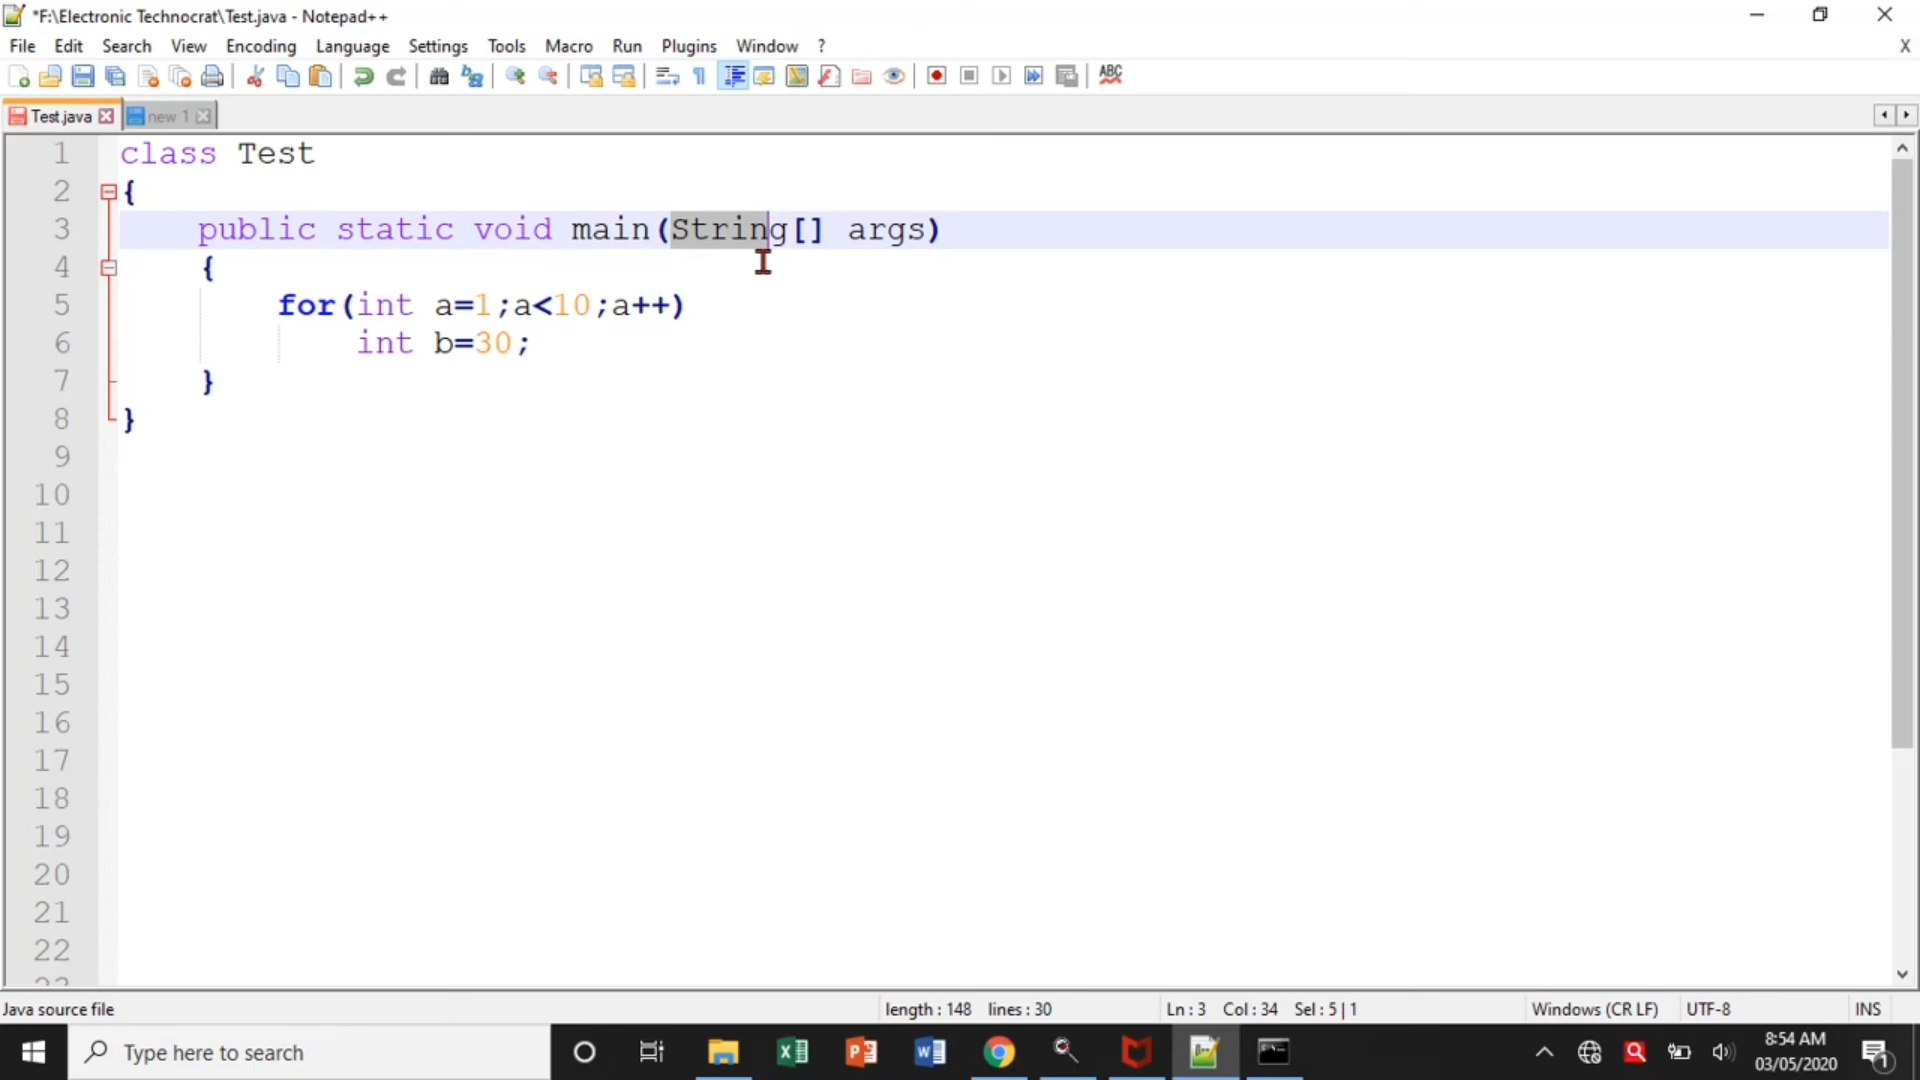 *F:\Electronic Technocrat\Test.java - Notepad++
File Edit Search View Encoding Language Settings Tools Macro Run Plugins Window ? X
ABC
Test.java new 1
1 class Test
2 {
3 public static void main(String[] args)
4 {
5 for(int a=1;a<10;a++)
6 int b=30;
7 }
8 }
9
10
11
12
13
14
15
16
17
18
19
20
21
22
23
Java source file length : 148 lines : 30 Ln : 3 Col : 34 Sel : 5 | 1 Windows (CR LF) UTF-8 INS
Type here to search 8:54 AM
03/05/2020 1